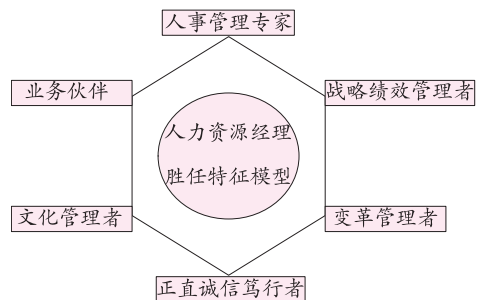 人事管理专家
业务伙伴
战略绩效管理者
人力资源经理
胜任特征模型
文化管理者
变革管理者
正直诚信笃行者